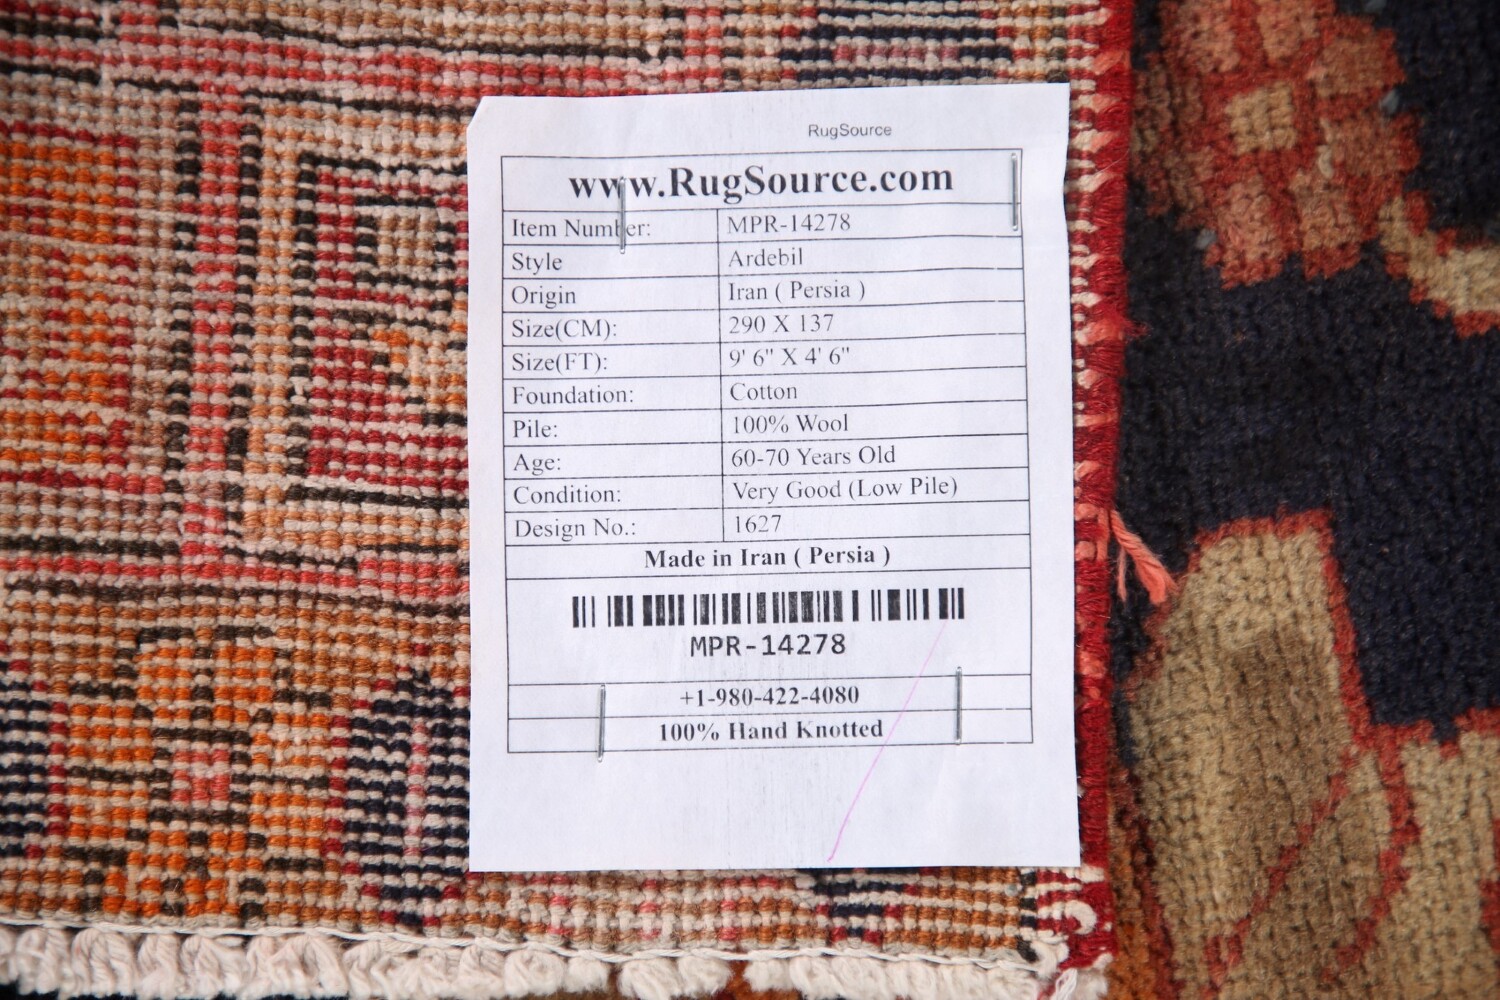 RugSource
www.RugSource.com
Item Number: MPR-14278
Style Ardebil
Origin Iran ( Persia )
Size(CM): 290 X 137
Size(FT): 9' 6" X 4' 6"
Foundation: Cotton
Pile: 100% Wool
Age: 60-70 Years Old
Condition: Very Good (Low Pile)
Design No.: 1627
Made in Iran ( Persia )
MPR-14278
+1-980-422-4080
100% Hand Knotted